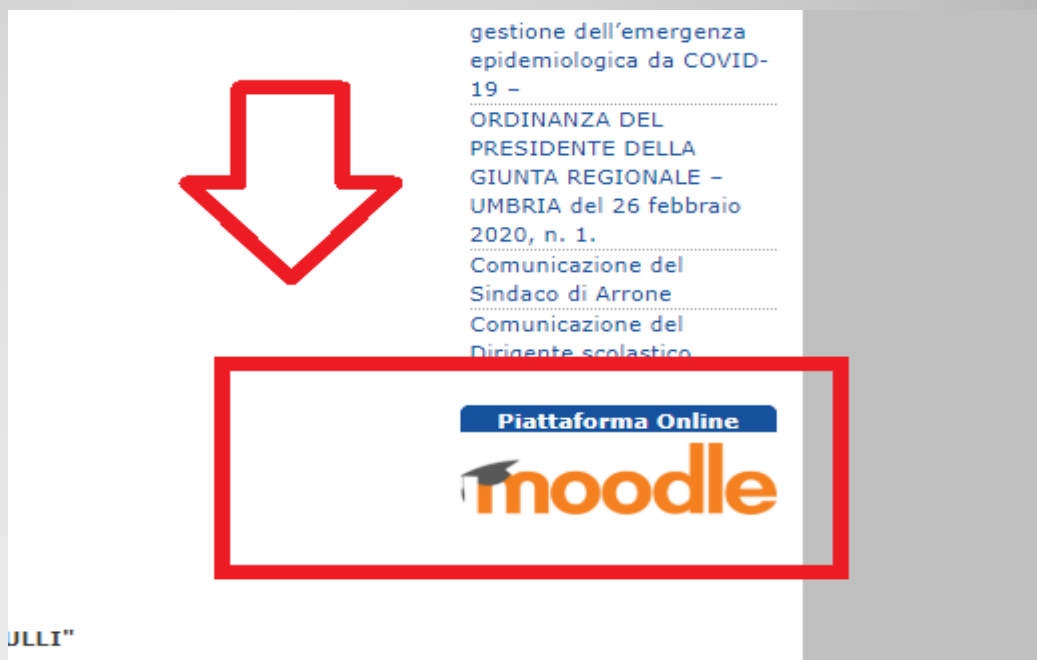 gestione dell'emergenza
epidemiologica da COVID-
19 –
ORDINANZA DEL
PRESIDENTE DELLA
GIUNTA REGIONALE –
UMBRIA del 26 febbraio
2020, n. 1.
Comunicazione del
Sindaco di Arrone
Comunicazione del
Dirigente scolastico
Piattaforma Online
moodle
ULLI"